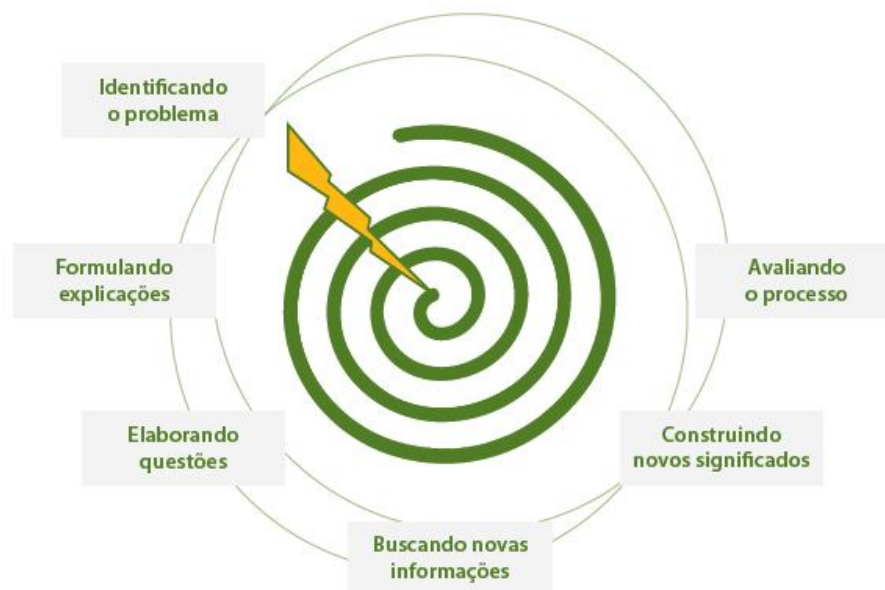 Identificando
o problema
Formulando
explicações
Elaborando
questões
Buscando novas
informações
Construindo
novos significados
Avaliando
o processo